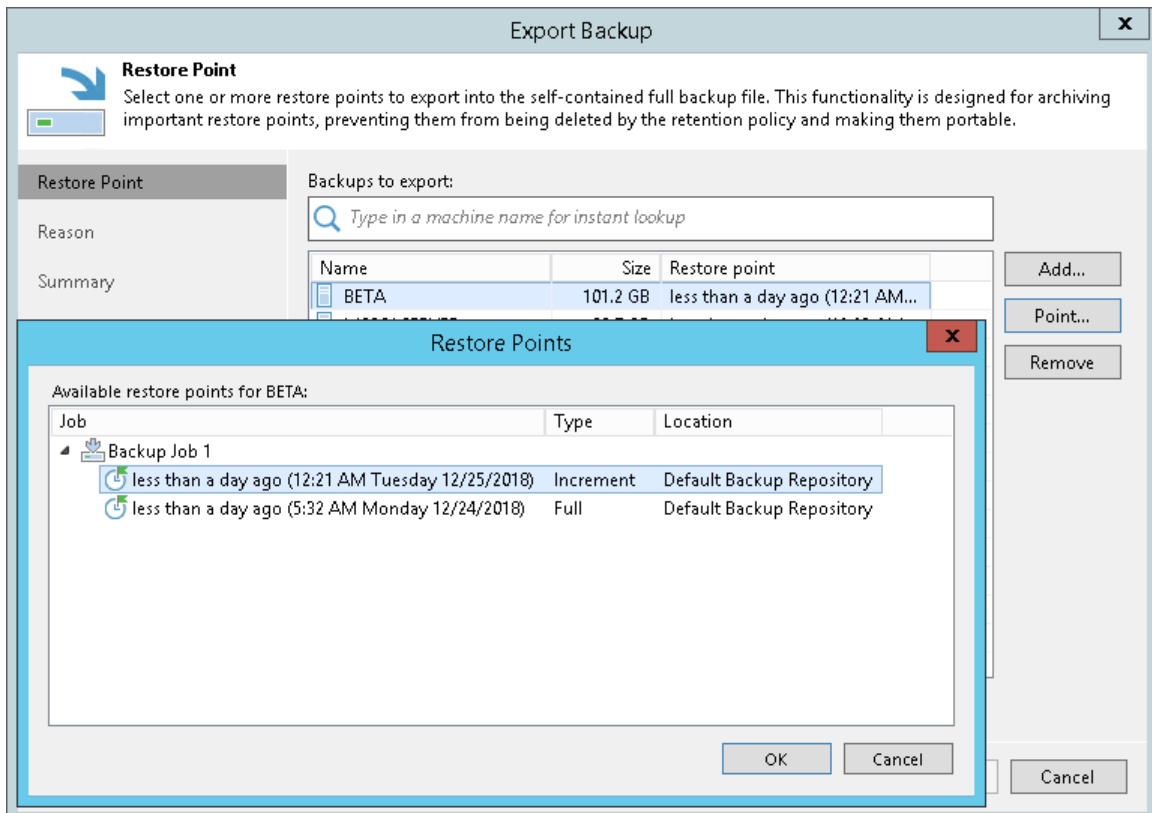 Export Backup
x
Restore Point
Select one or more restore points to export into the self-contained full backup file. This functionality is designed for archiving
important restore points, preventing them from being deleted by the retention policy and making them portable.
Restore Point
Reason
Summary
Backups to export:
Type in a machine name for instant lookup
Name Size Restore point
BETA 101.2 GB less than a day ago (12:21 AM...
Add...
Point...
Remove
Restore Points
x
Available restore points for BETA:
Job Type Location
Backup Job 1
less than a day ago (12:21 AM Tuesday 12/25/2018) Increment Default Backup Repository
less than a day ago (5:32 AM Monday 12/24/2018) Full Default Backup Repository
OK Cancel
Cancel